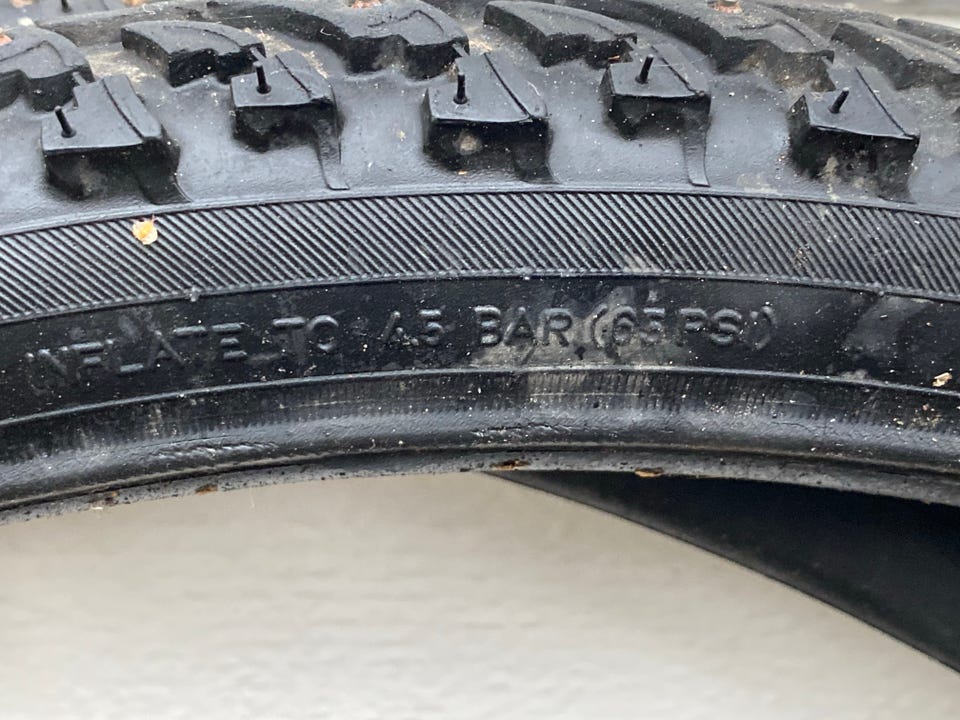 INFLATE TO 4.5 BAR (65 PSI)